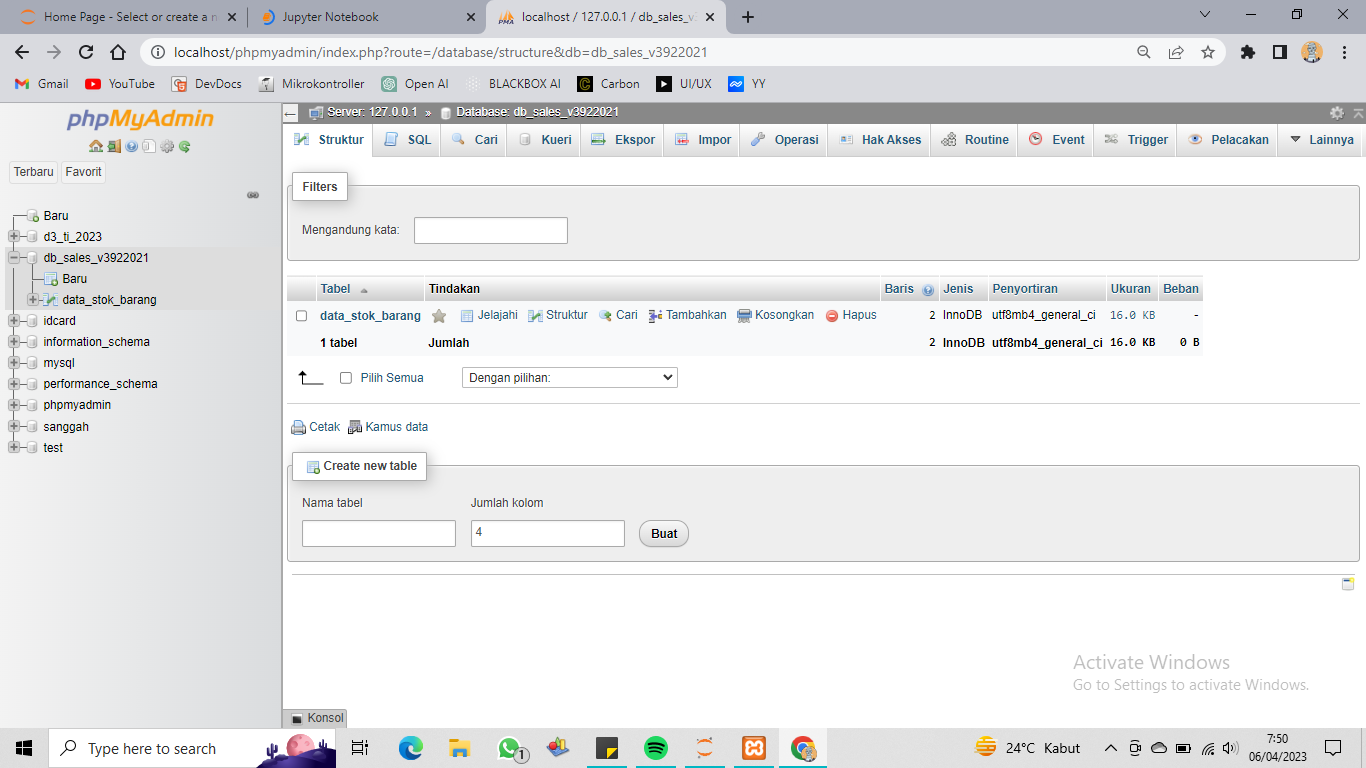 Home Page - Select or create a n
Jupyter Notebook
localhost / 127.0.0.1 / db_sales_v3
localhost/phpmyadmin/index.php?route=/database/structure&db=db_sales_v3922021
Gmail YouTube DevDocs Mikrokontroller Open AI BLACKBOX AI Carbon UI/UX YY
phpMyAdmin
Terbaru Favorit
Baru
d3_ti_2023
db_sales_v3922021
Baru
data_stok_barang
idcard
information_schema
mysql
performance_schema
phpmyadmin
sanggah
test
Server: 127.0.0.1 » Database: db_sales_v3922021
Struktur SQL Cari Kueri Ekspor Impor Operasi Hak Akses Routine Event Trigger Pelacakan Lainnya
Filters
Mengandung kata:
Tabel Tindakan Baris Jenis Penyortiran Ukuran Beban
data_stok_barang Jelajahi Struktur Cari Tambahkan Kosongkan Hapus 2 InnoDB utf8mb4_general_ci 16.0 KB -
1 tabel Jumlah 2 InnoDB utf8mb4_general_ci 16.0 KB 0 B
Pilih Semua Dengan pilihan:
Cetak Kamus data
Create new table
Nama tabel Jumlah kolom
4 Buat
Activate Windows
Go to Settings to activate Windows.
Konsol
Type here to search
1
24°C Kabut
7:50
06/04/2023